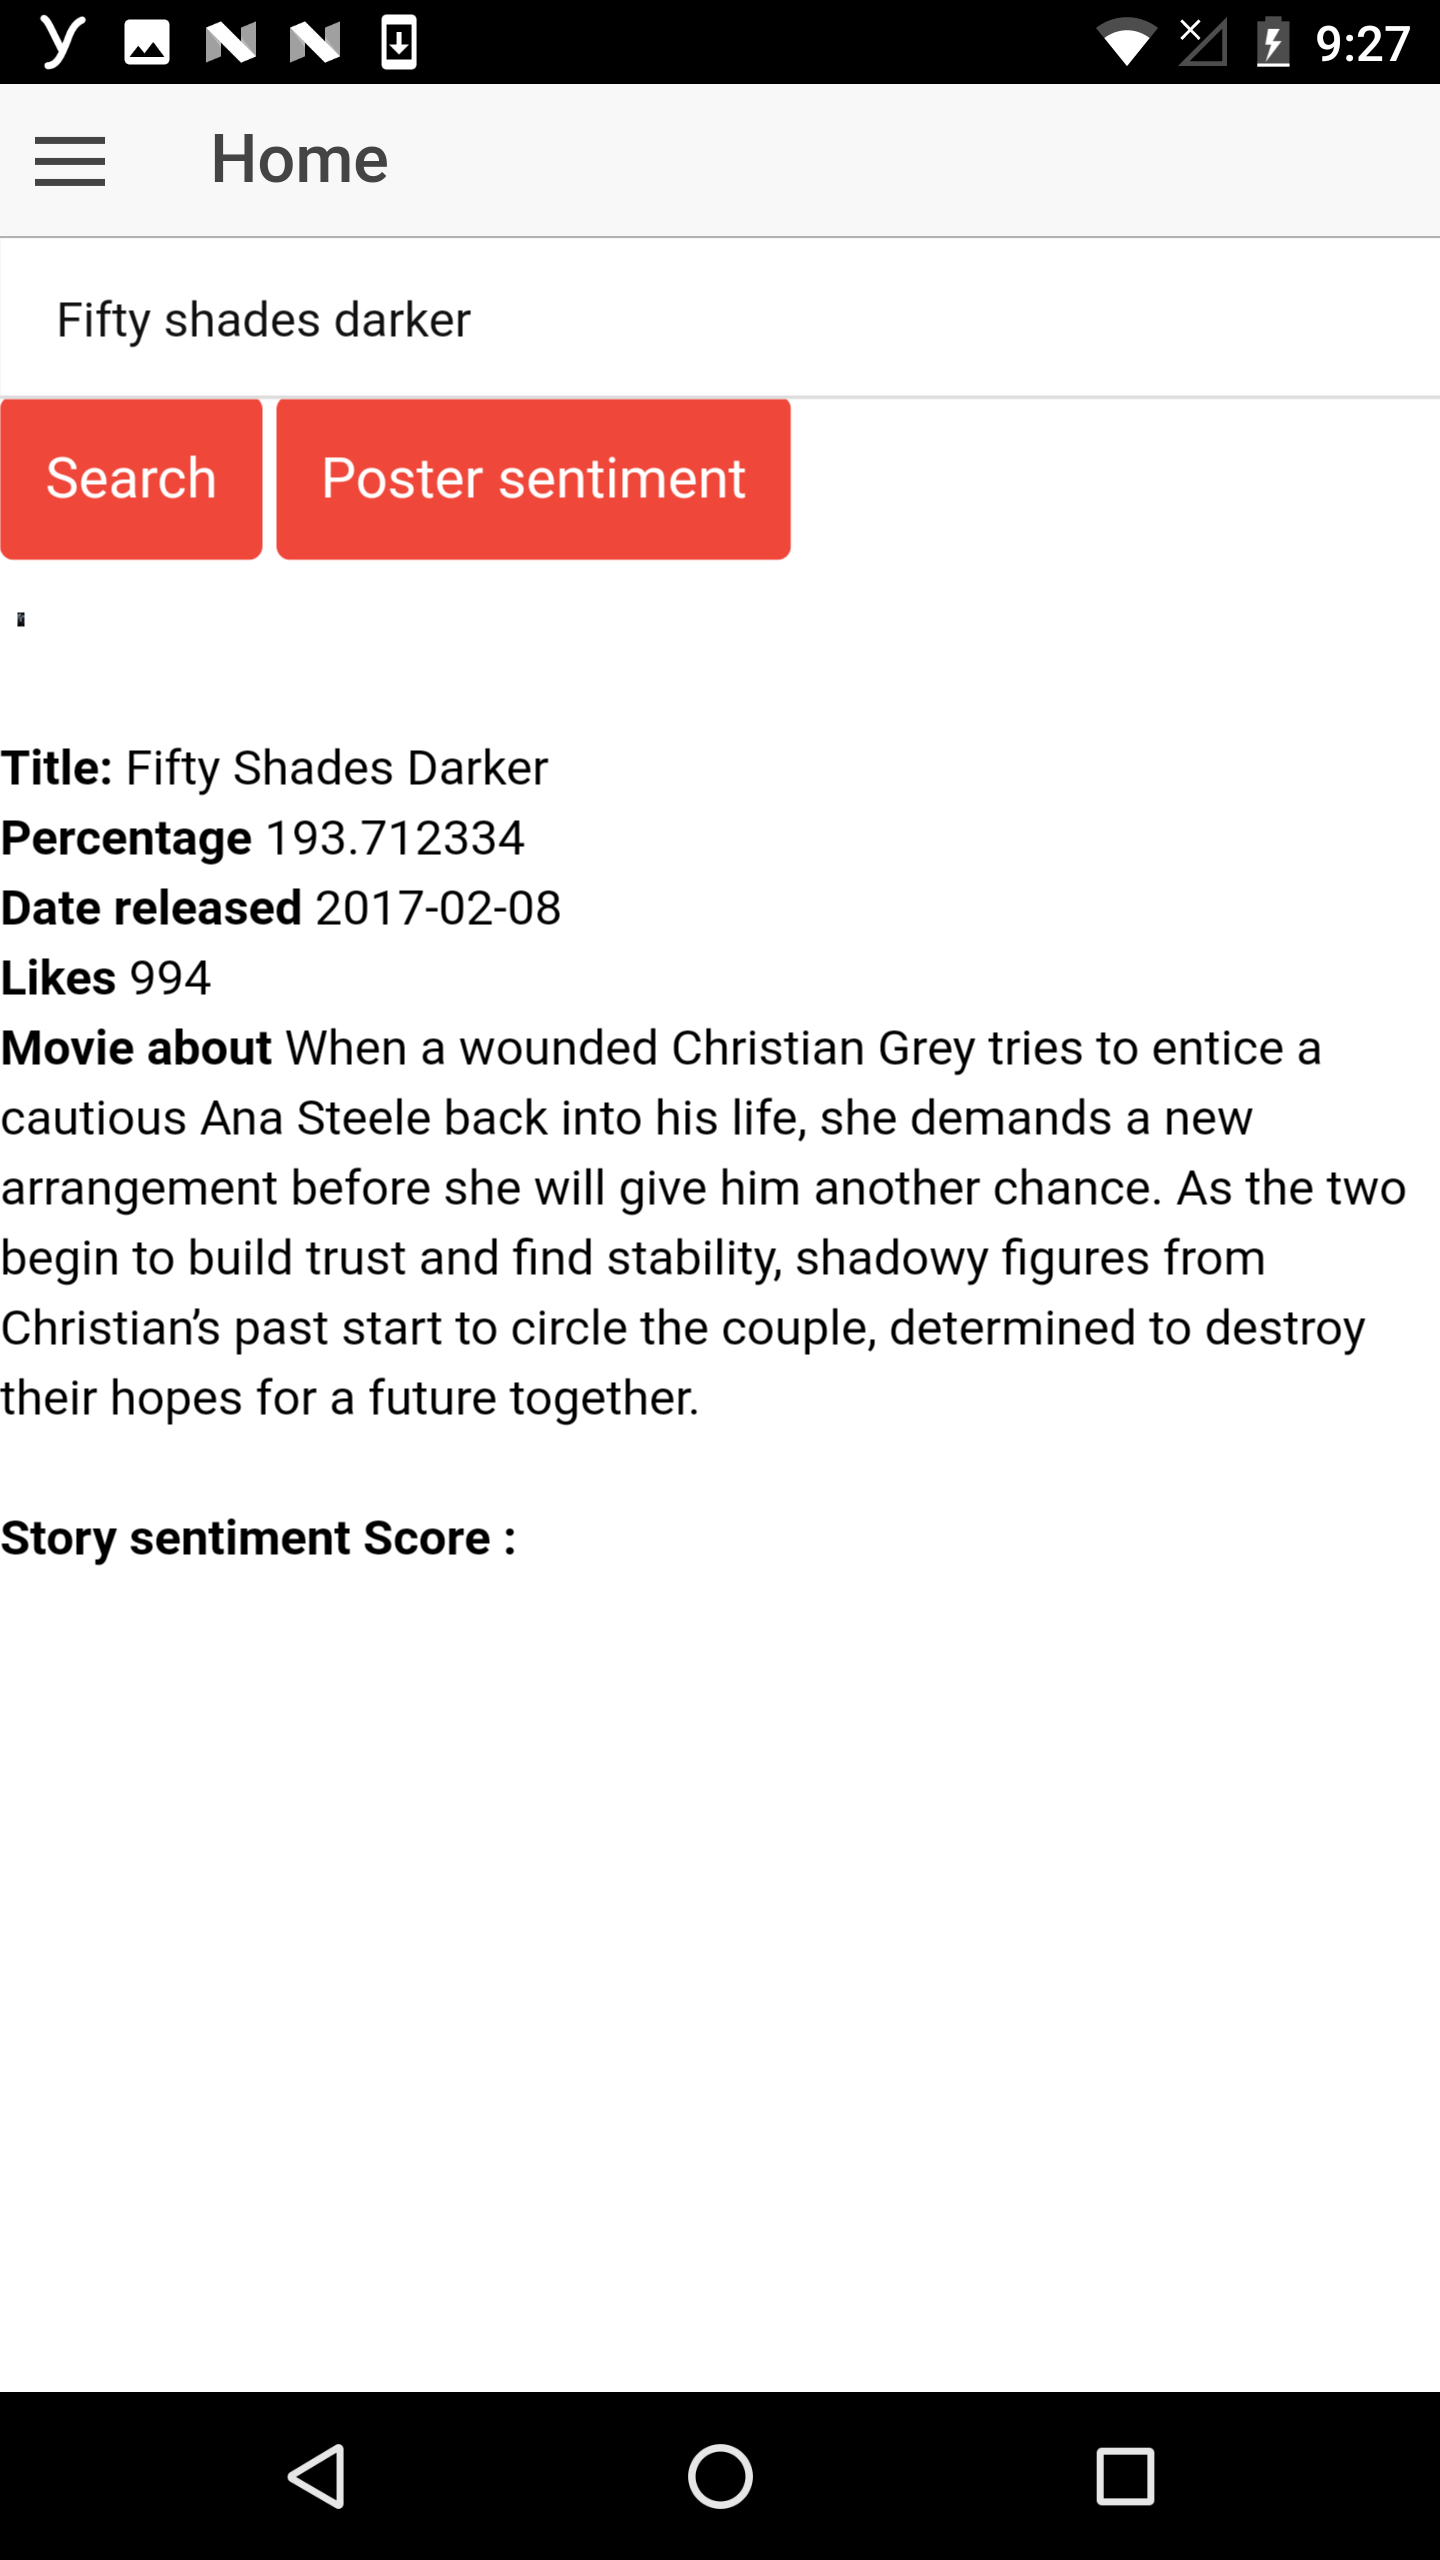 9:27
Home
Fifty shades darker
Search Poster sentiment
Title: Fifty Shades Darker
Percentage 193.712334
Date released 2017-02-08
Likes 994
Movie about When a wounded Christian Grey tries to entice a
cautious Ana Steele back into his life, she demands a new
arrangement before she will give him another chance. As the two
begin to build trust and find stability, shadowy figures from
Christian’s past start to circle the couple, determined to destroy
their hopes for a future together.
Story sentiment Score :